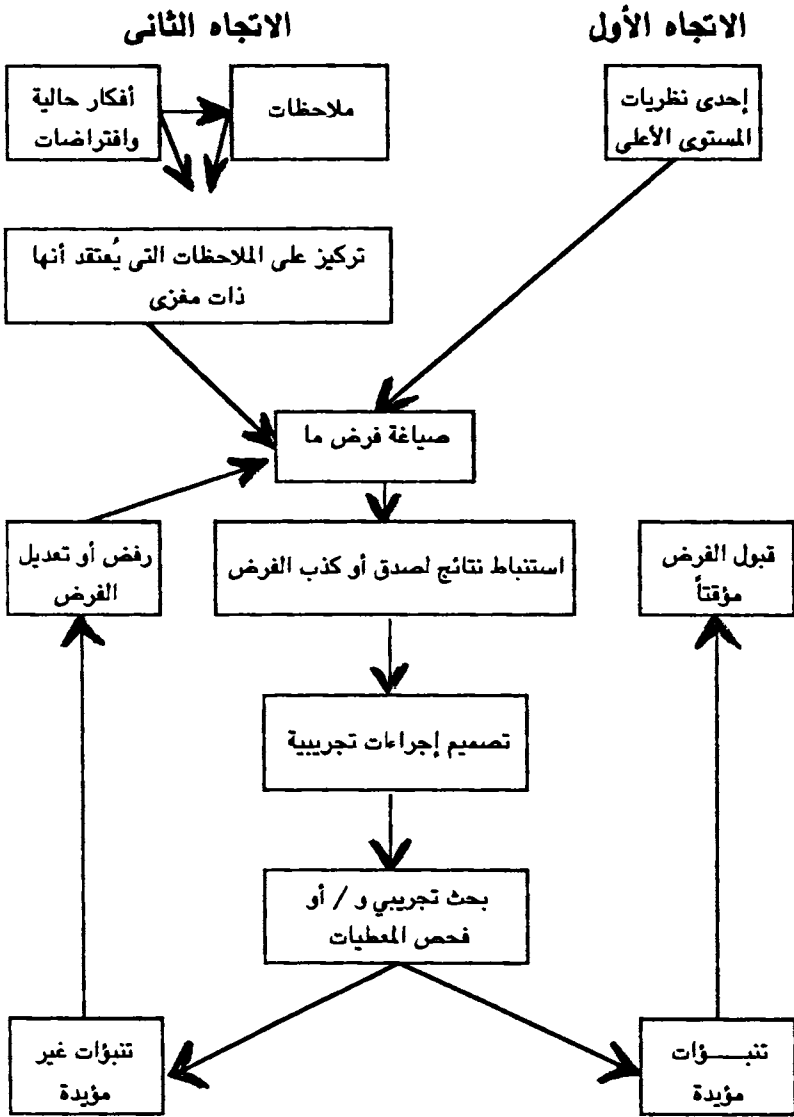 الاتجاه الأول
الاتجاه الثانى
إحدى نظريات
المستوى الأعلى
ملاحظات
أفكار حالية
وافتراضات
تركيز على الملاحظات التى يُعتقد أنها
ذات مغزى
صياغة فرض ما
قبول الفرض
مؤقتاً
استنباط نتائج لصدق أو كذب الفرض
رفض أو تعديل
الفرض
تصميم إجراءات تجريبية
بحث تجريبي و / أو
فحص المعطيات
تنبـــؤات
مؤيدة
تنبؤات غير
مؤيدة